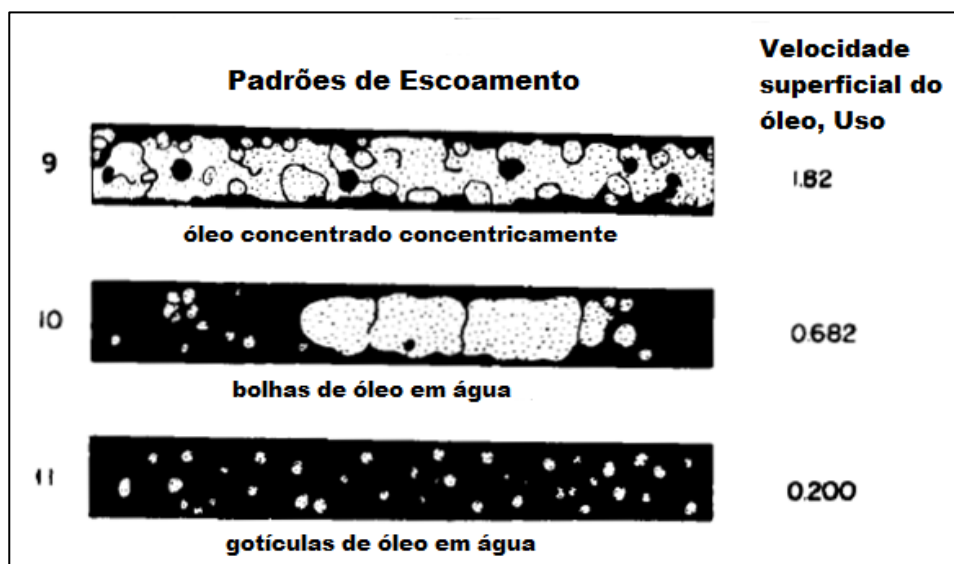 Padrões de Escoamento
Velocidade
superficial do
óleo, Uso
9
1.82
óleo concentrado concentricamente
10
0.682
bolhas de óleo em água
11
0.200
gotículas de óleo em água